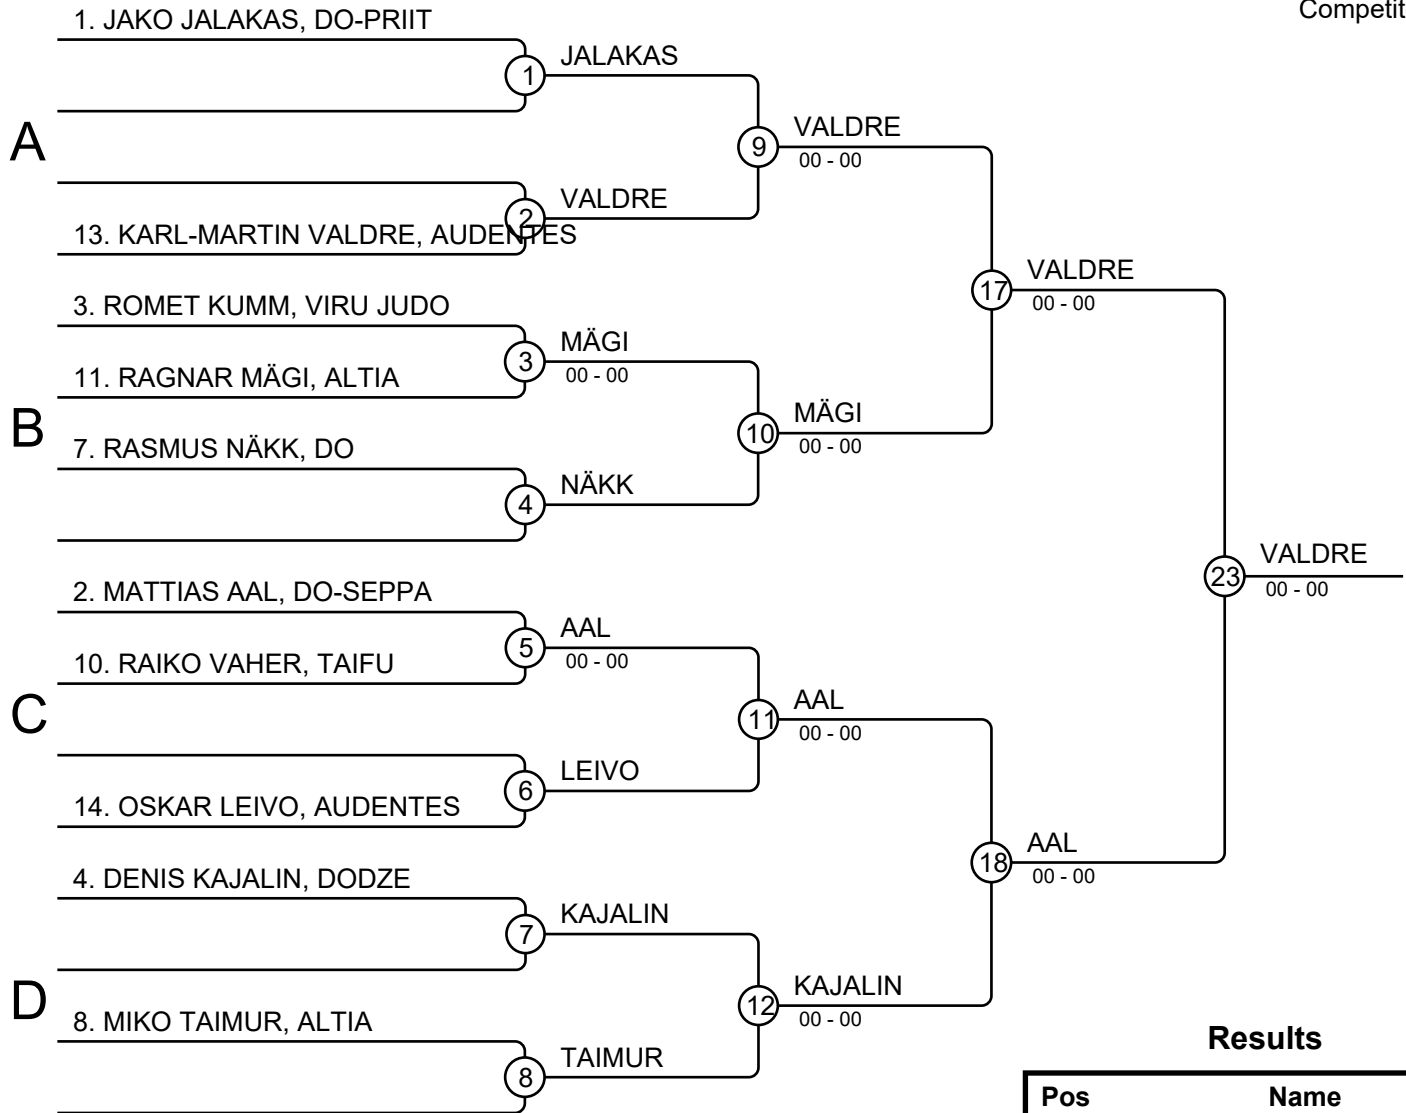 Competit
1. JAKO JALAKAS, DO-PRIIT
1
JALAKAS
A
9
VALDRE
00 - 00
2
VALDRE
13. KARL-MARTIN VALDRE, AUDENTES
17
VALDRE
00 - 00
3. ROMET KUMM, VIRU JUDO
3
MÄGI
00 - 00
11. RAGNAR MÄGI, ALTIA
B
10
MÄGI
00 - 00
7. RASMUS NÄKK, DO
4
NÄKK
23
VALDRE
00 - 00
2. MATTIAS AAL, DO-SEPPA
5
AAL
00 - 00
10. RAIKO VAHER, TAIFU
C
11
AAL
00 - 00
6
LEIVO
14. OSKAR LEIVO, AUDENTES
18
AAL
00 - 00
4. DENIS KAJALIN, DODZE
7
KAJALIN
D
12
KAJALIN
00 - 00
8. MIKO TAIMUR, ALTIA
8
TAIMUR
Results
Pos Name